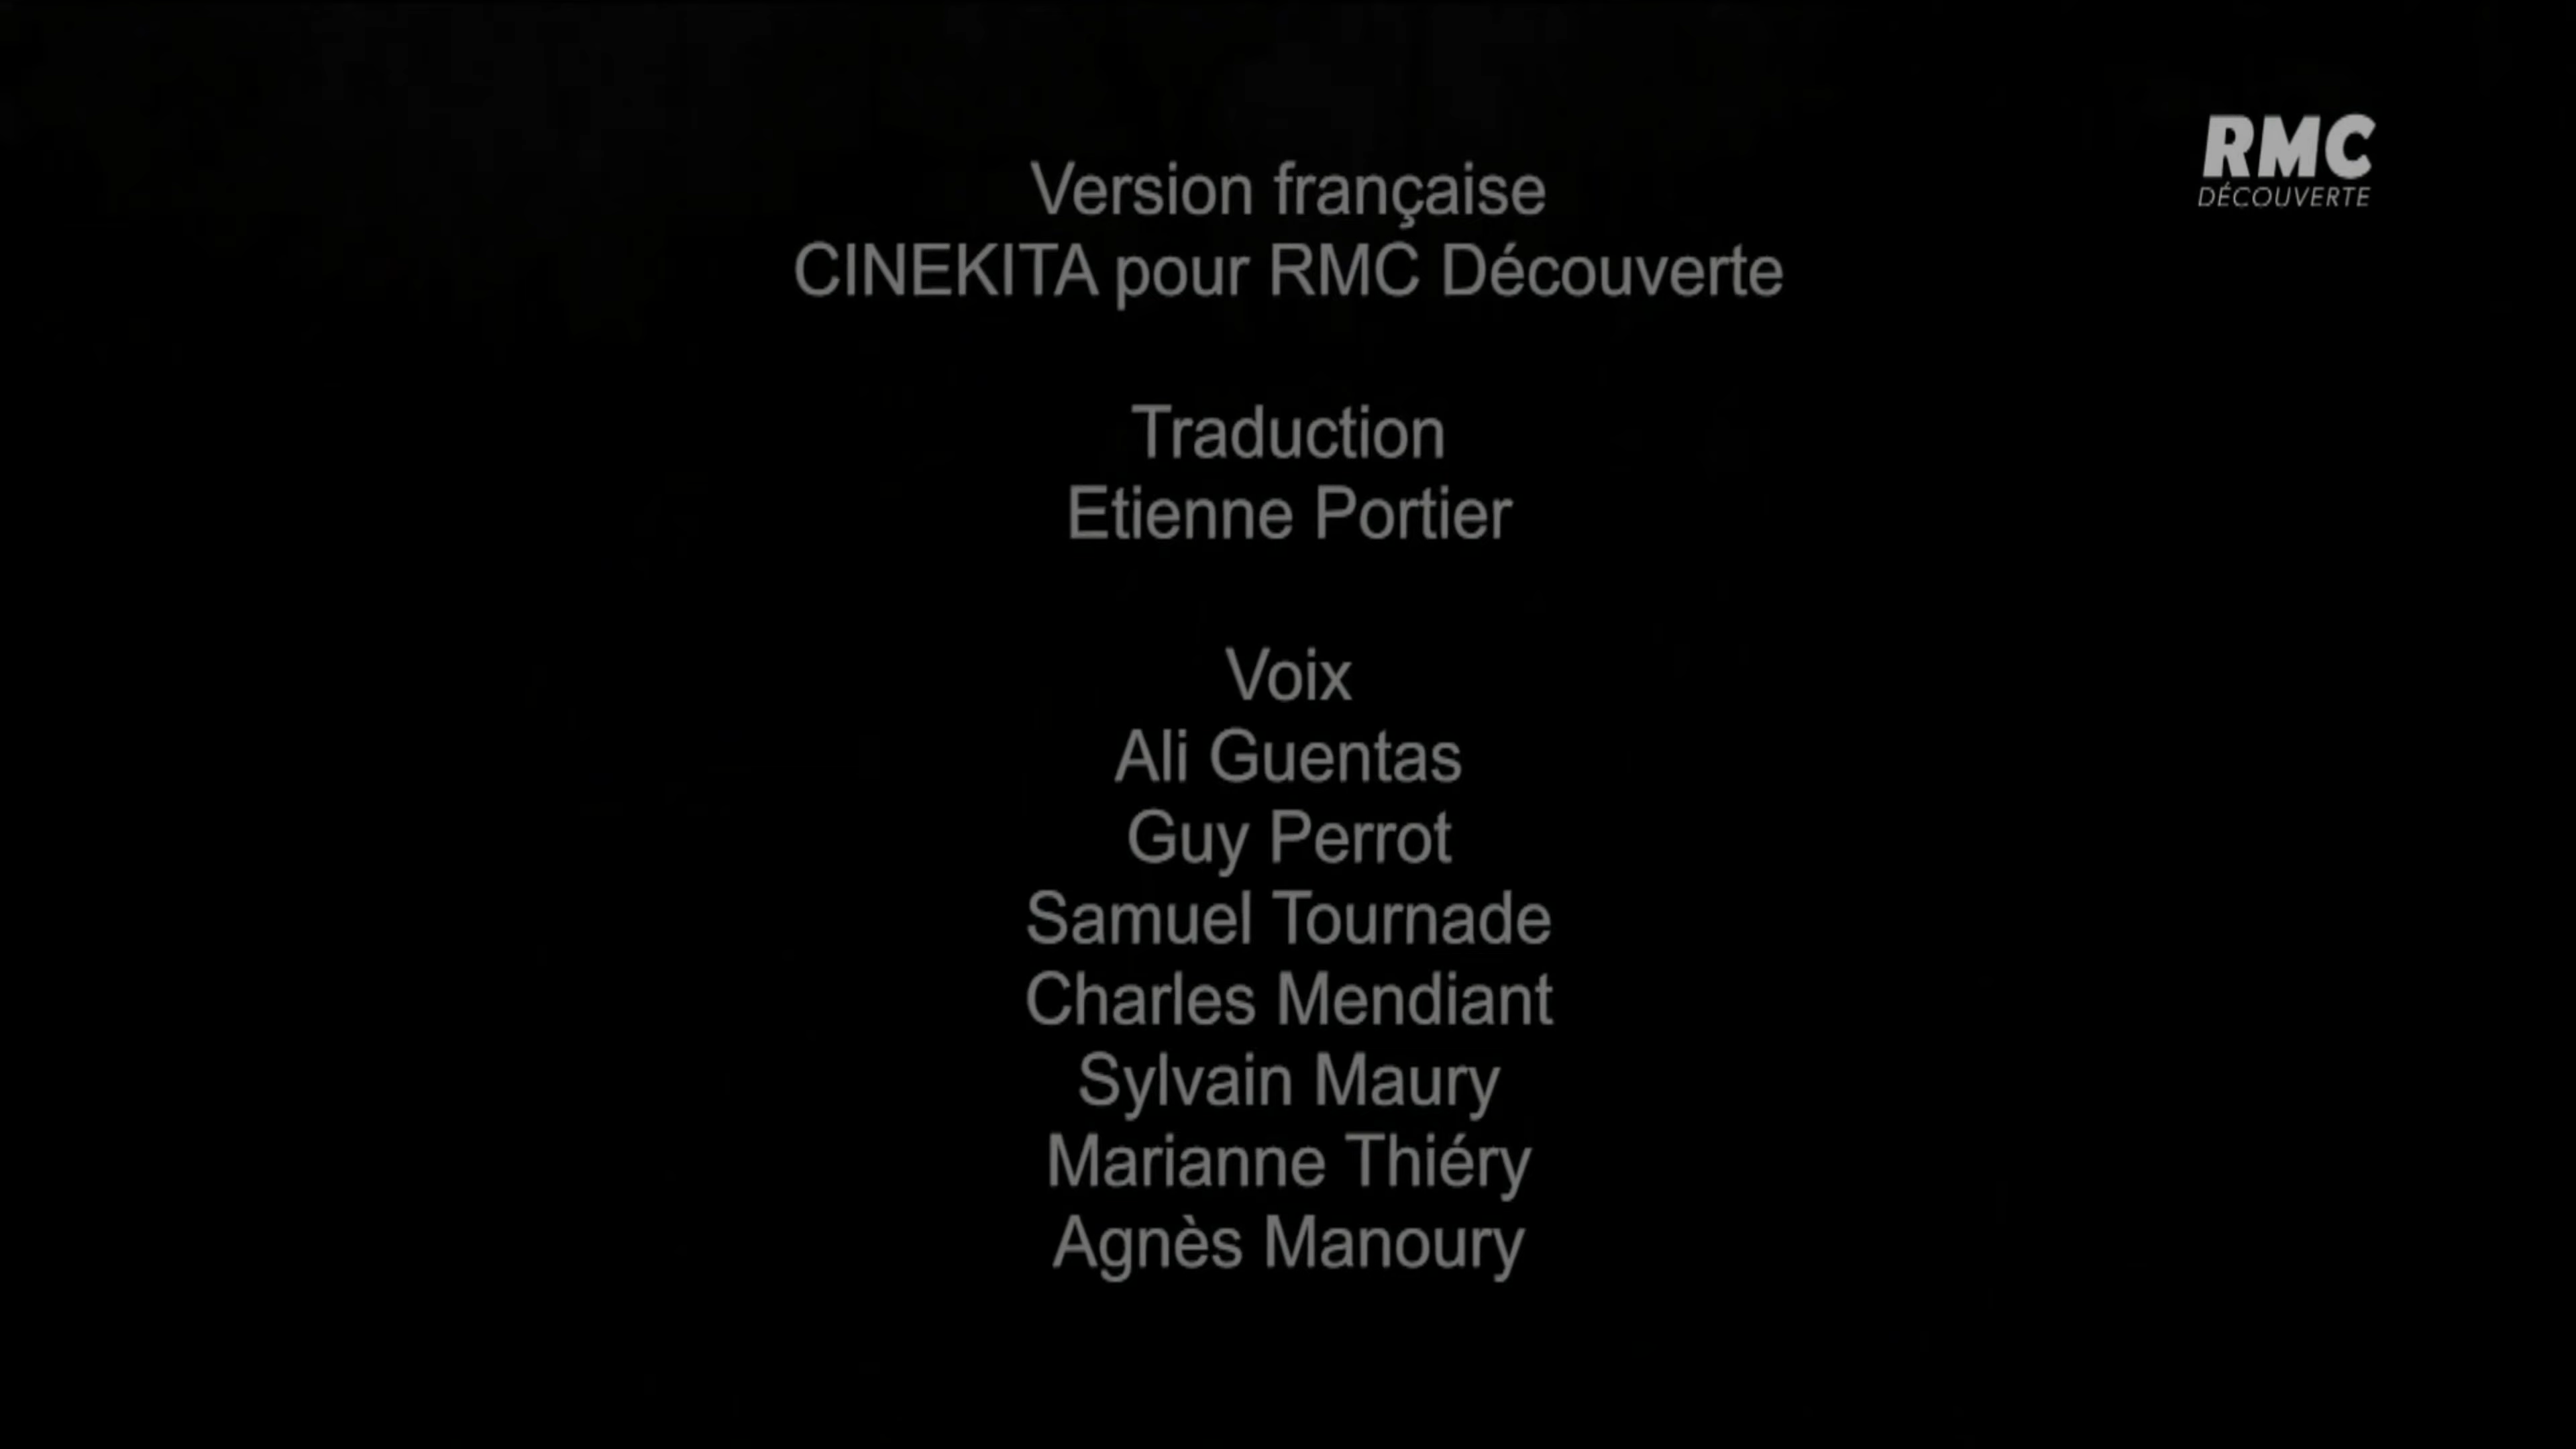 RMC
DÉCOUVERTE
Version française
CINEKITA pour RMC Découverte
Traduction
Etienne Portier
Voix
Ali Guentas
Guy Perrot
Samuel Tournade
Charles Mendiant
Sylvain Maury
Marianne Thiéry
Agnès Manoury